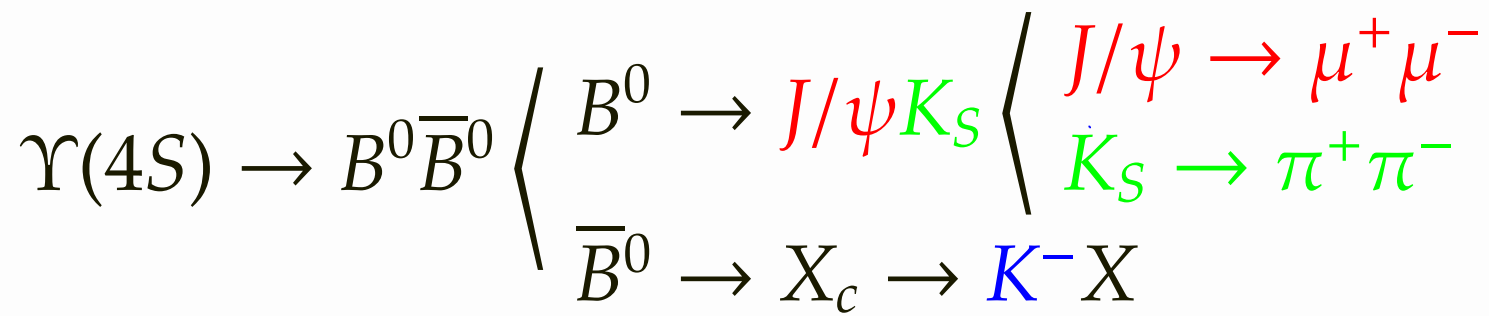 J/ψ → μ⁺μ⁻
B⁰ → J/ψK_S
Υ(4S) → B⁰B̅⁰
K_S → π⁺π⁻
B̅⁰ → X_c → K⁻X